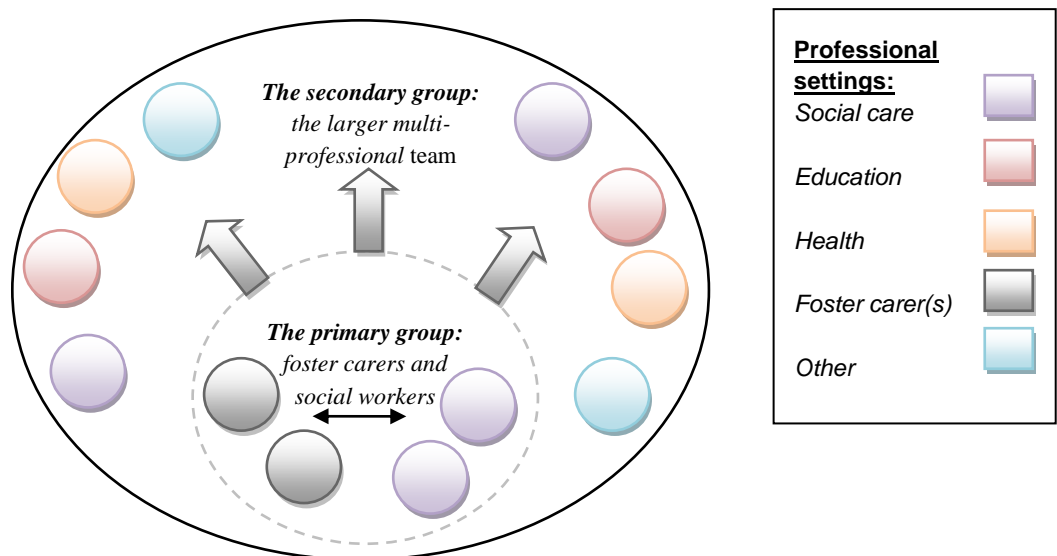 The secondary group:
the larger multi-
professional team
The primary group:
foster carers and
social workers
Professional
settings:
Social care
Education
Health
Foster carer(s)
Other